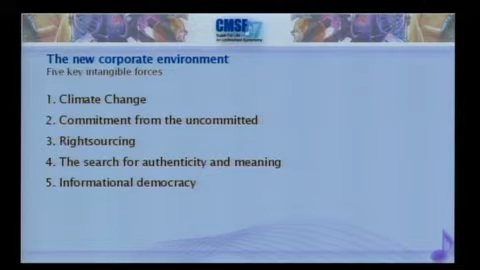 CMSF
The new corporate environment
Five key intangible forces
1. Climate Change
2. Commitment from the uncommitted
3. Rightsourcing
4. The search for authenticity and meaning
5. Informational democracy